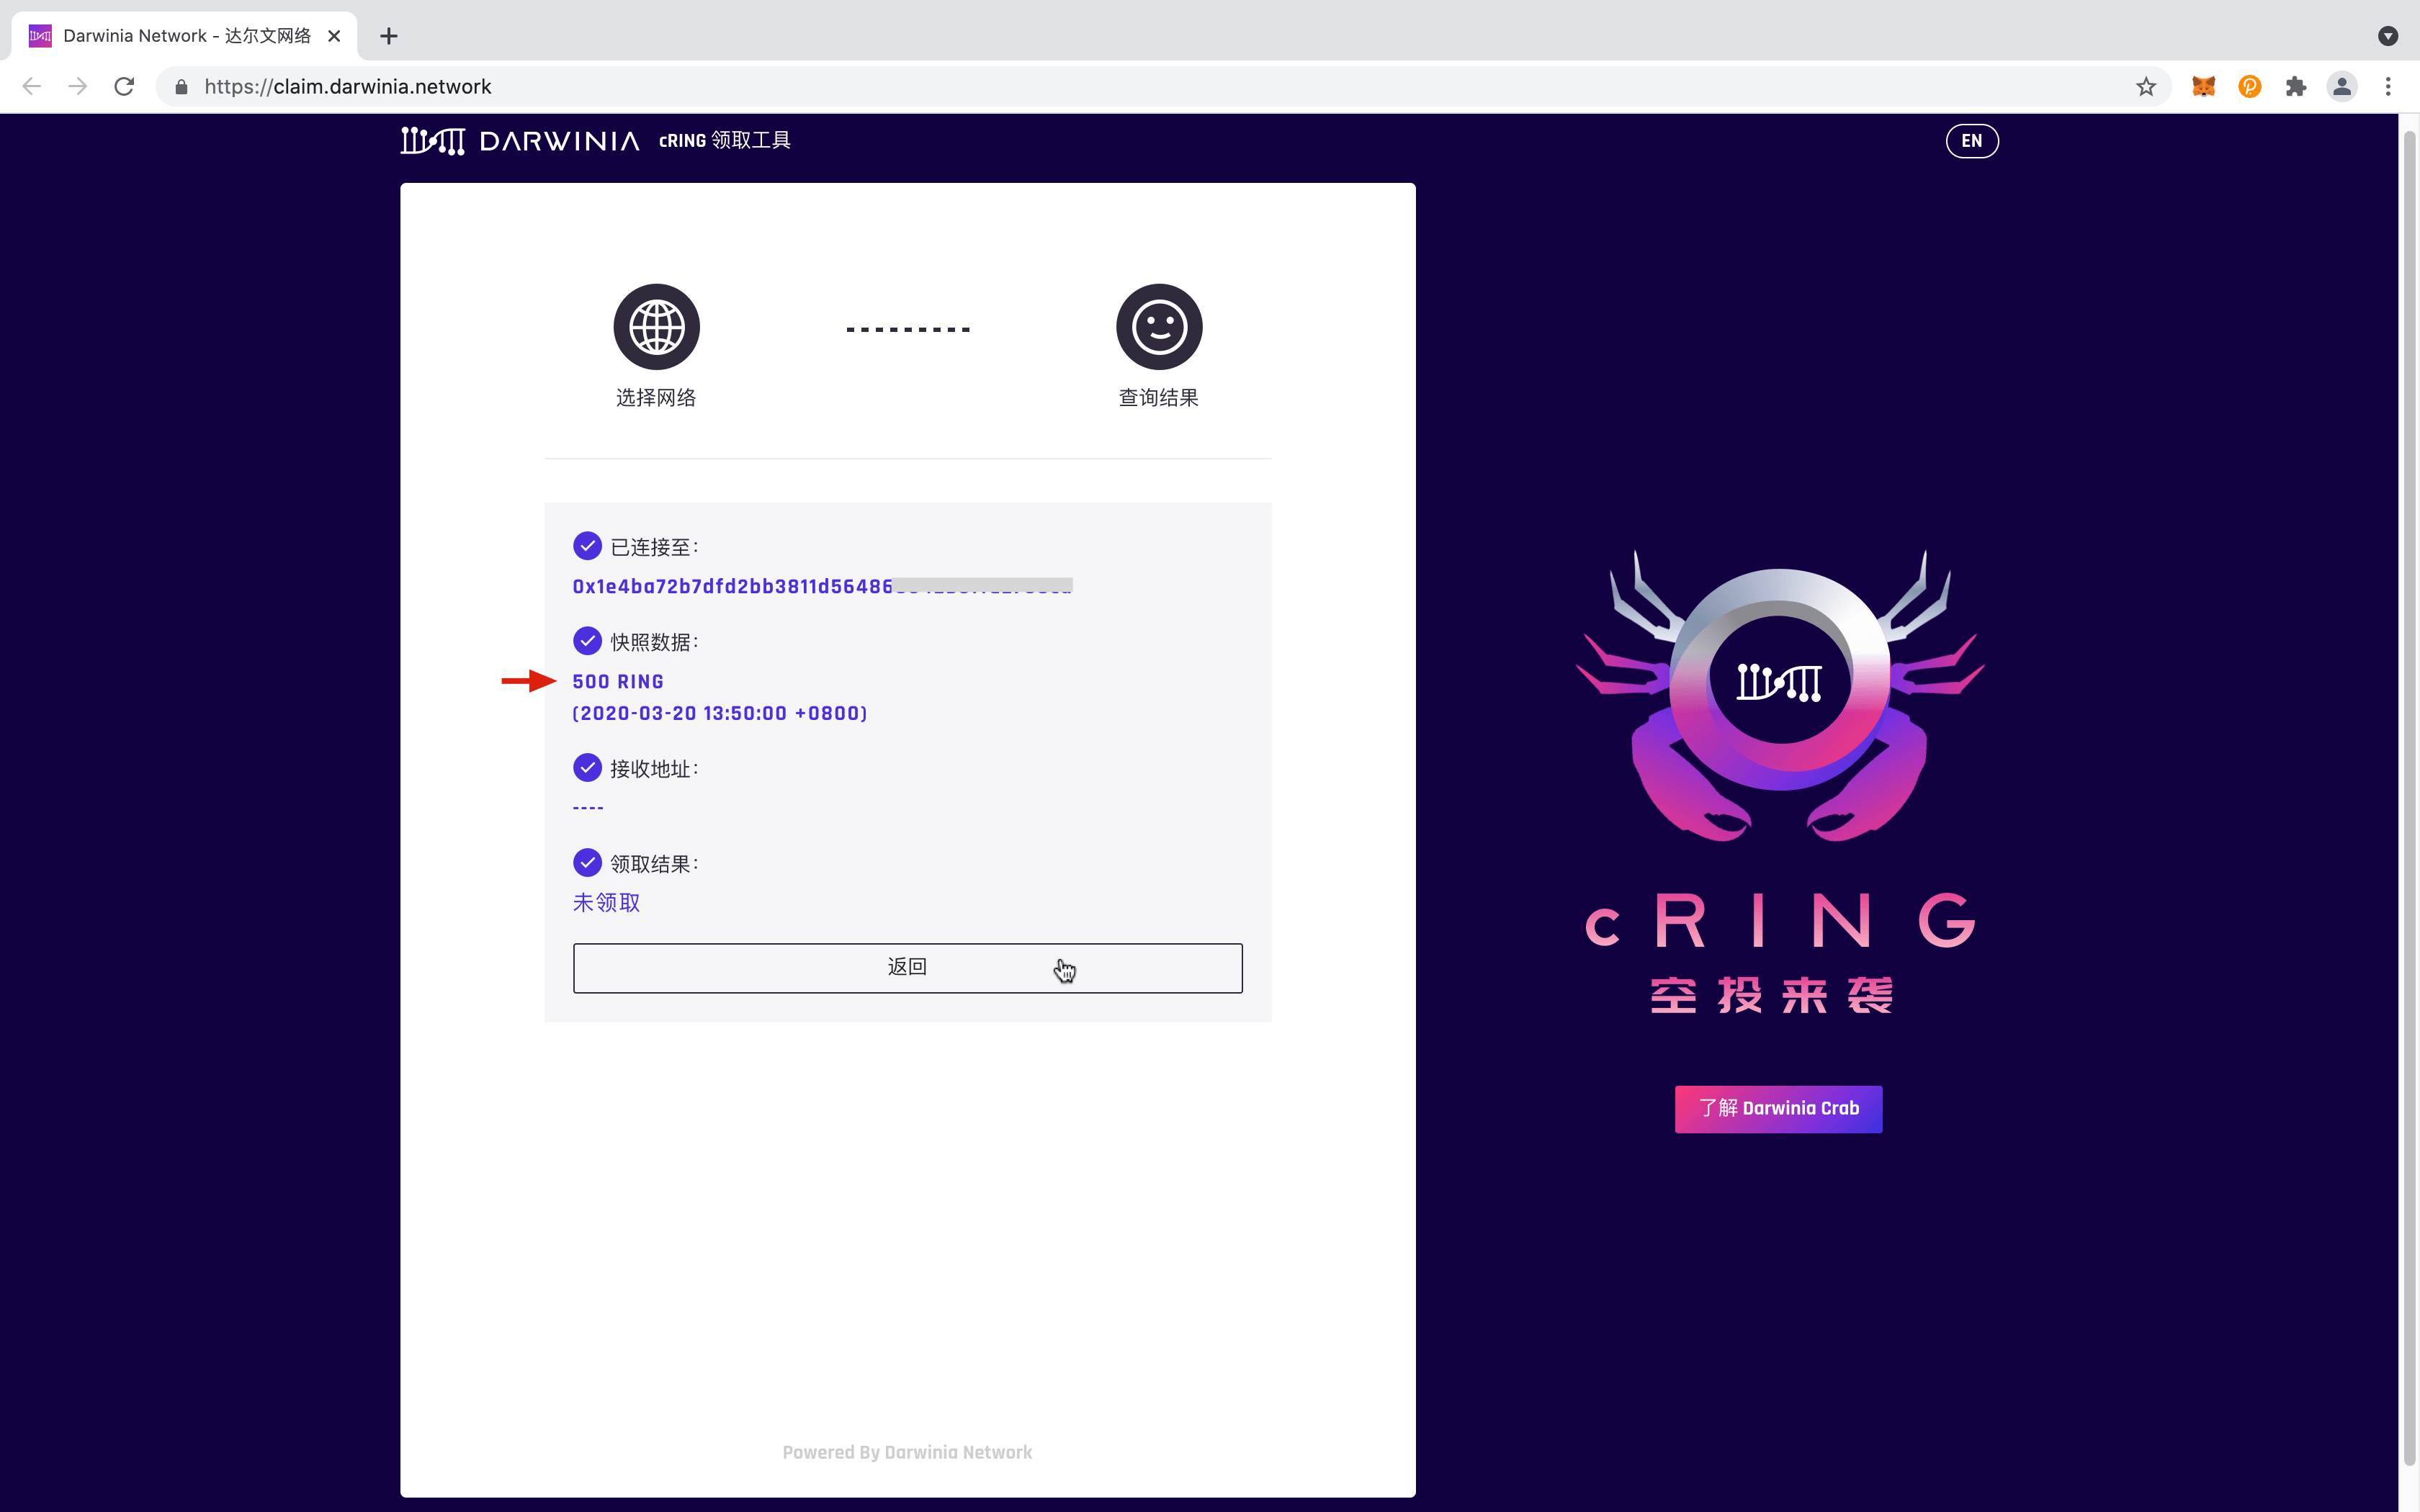 Darwinia Network - 达尔文网络
https://claim.darwinia.network
DARWINIA cRING 领取工具
EN
选择网络
查询结果
已连接至:
0x1e4ba72b7dfd2bb3811d56486
快照数据:
500 RING
(2020-03-20 13:50:00 +0800)
接收地址:
----
领取结果:
未领取
返回
cRING
空投来袭
了解 Darwinia Crab
Powered By Darwinia Network